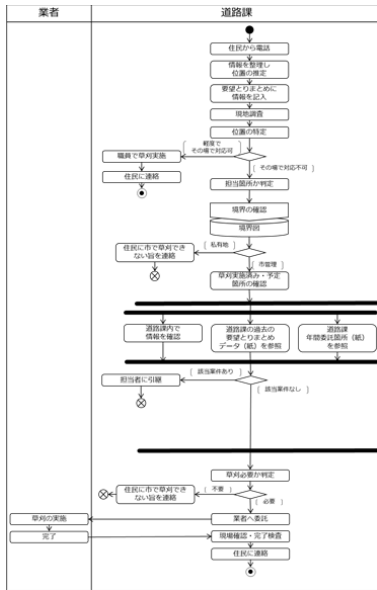 業者
道路課
住民から電話
情報を整理し
位置の推定
要望とりまとめに
情報を記入
現地調査
位置の特定
軽度で
その場で対応可
職員で草刈実施
その場で対応不可
住民に連絡
担当箇所か判定
境界の確認
境界図
私有地
住民に市で草刈でき
ない旨を連絡
市管理
草刈実施済み・予定
箇所の確認
道路課内で
情報を確認
道路課の過去の
要望とりまとめ
データ(紙)を参照
道路課
年間委託箇所(紙)
を参照
該当案件あり
担当者に引継
該当案件なし
草刈必要か判定
不要
住民に市で草刈でき
ない旨を連絡
必要
草刈の実施
業者へ委託
完了
現場確認・完了検査
住民に連絡